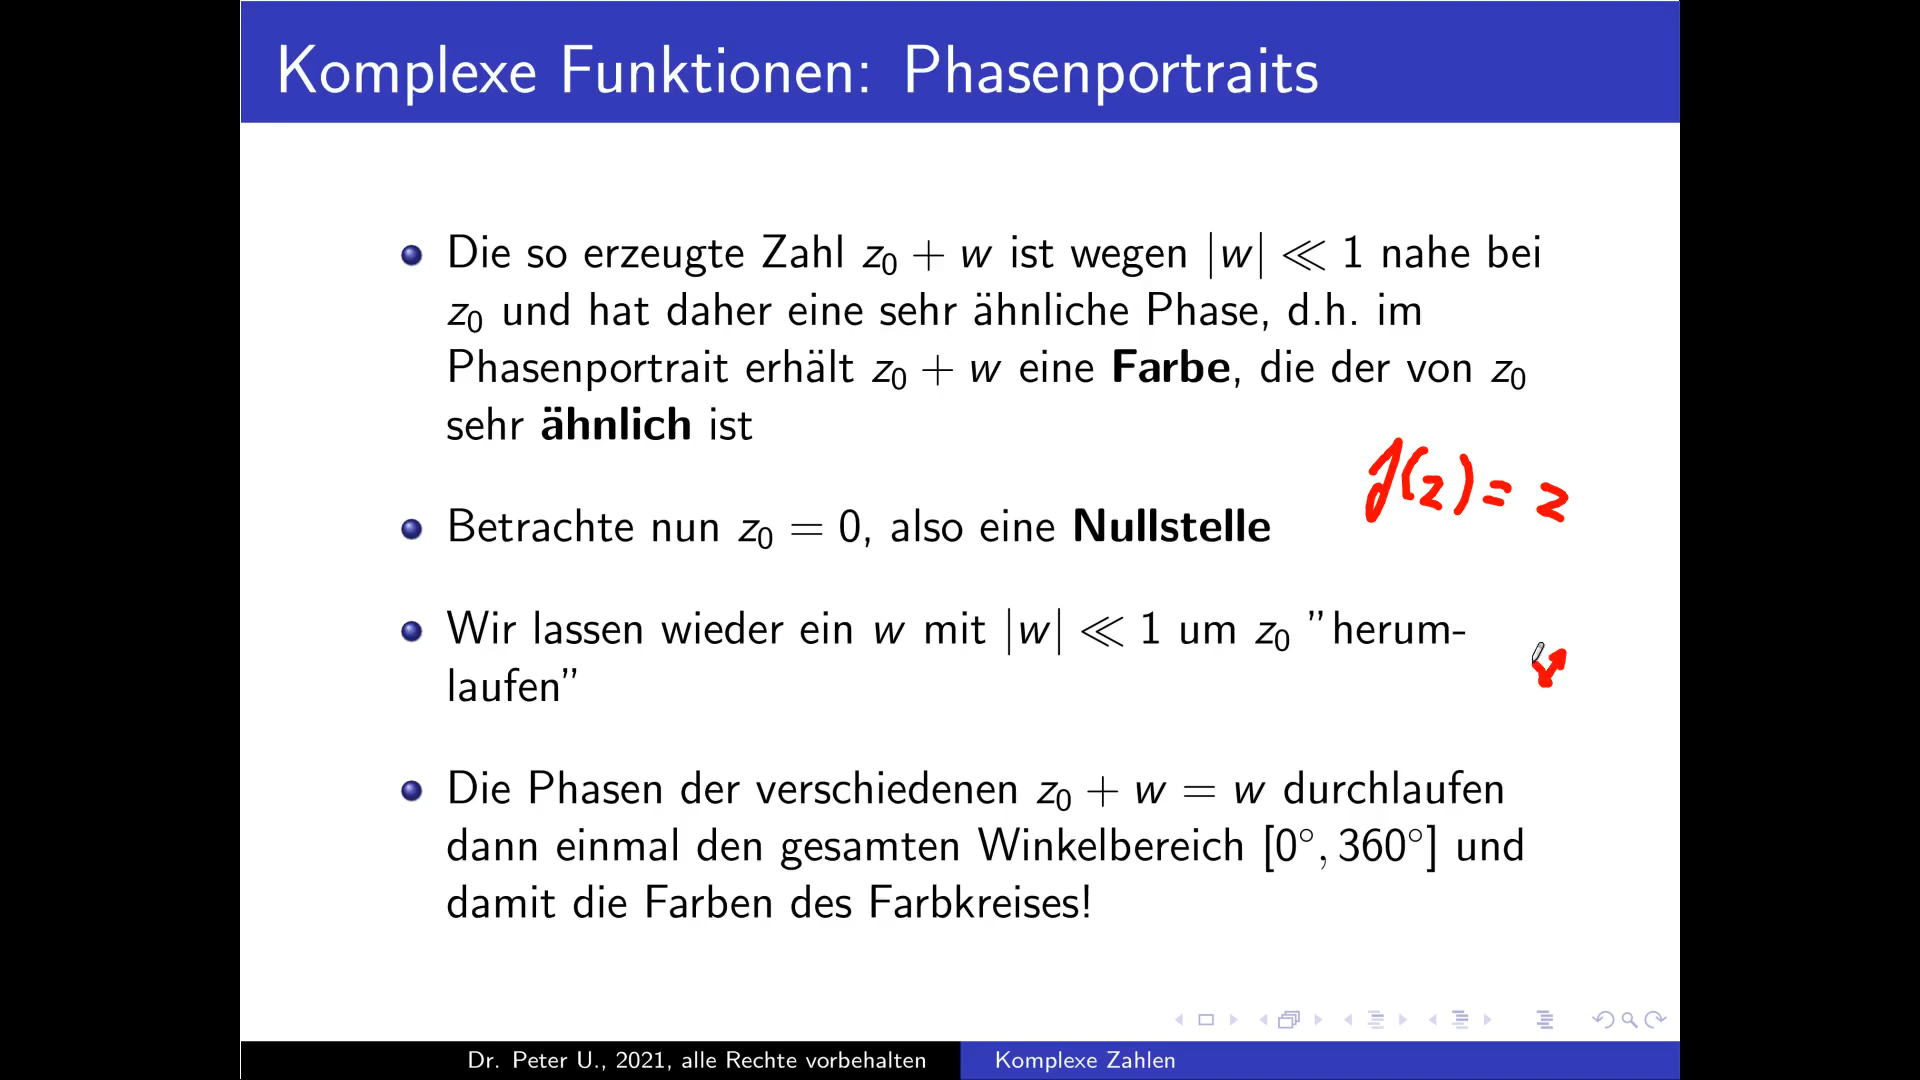 Komplexe Funktionen: Phasenportraits
Die so erzeugte Zahl z₀ + w ist wegen |w| ≪ 1 nahe bei
z₀ und hat daher eine sehr ähnliche Phase, d.h. im
Phasenportrait erhält z₀ + w eine Farbe, die der von z₀
sehr ähnlich ist
f(z) = z
Betrachte nun z₀ = 0, also eine Nullstelle
Wir lassen wieder ein w mit |w| ≪ 1 um z₀ ”herum-
laufen”
Die Phasen der verschiedenen z₀ + w = w durchlaufen
dann einmal den gesamten Winkelbereich [0°, 360°] und
damit die Farben des Farbkreises!
Dr. Peter U., 2021, alle Rechte vorbehalten
Komplexe Zahlen